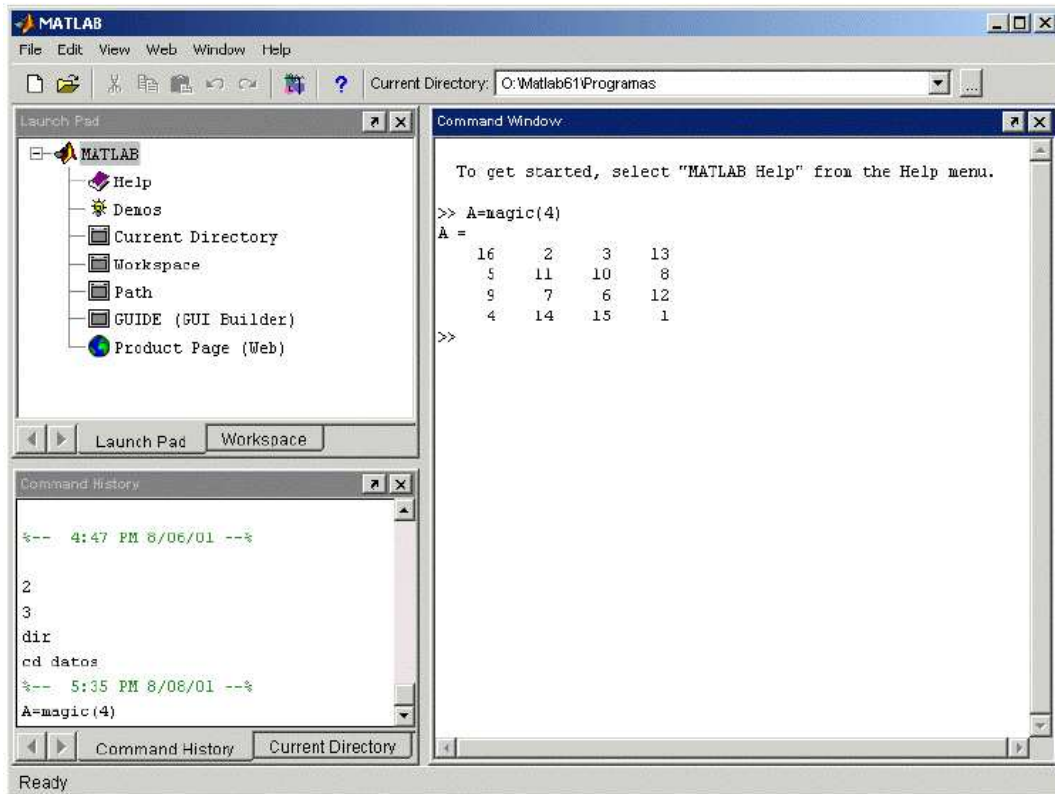 MATLAB
File Edit View Web Window Help
? Current Directory: O:\Matlab61\Programas ...
Launch Pad
MATLAB
Help
Demos
Current Directory
Workspace
Path
GUIDE (GUI Builder)
Product Page (Web)
Launch Pad Workspace
Command History
%-- 4:47 PM 8/06/01 --%
2
3
dir
cd datos
%-- 5:35 PM 8/08/01 --%
A=magic(4)
Command History Current Directory
Command Window
To get started, select "MATLAB Help" from the Help menu.
>> A=magic(4)
A =
16 2 3 13
5 11 10 8
9 7 6 12
4 14 15 1
>>
Ready